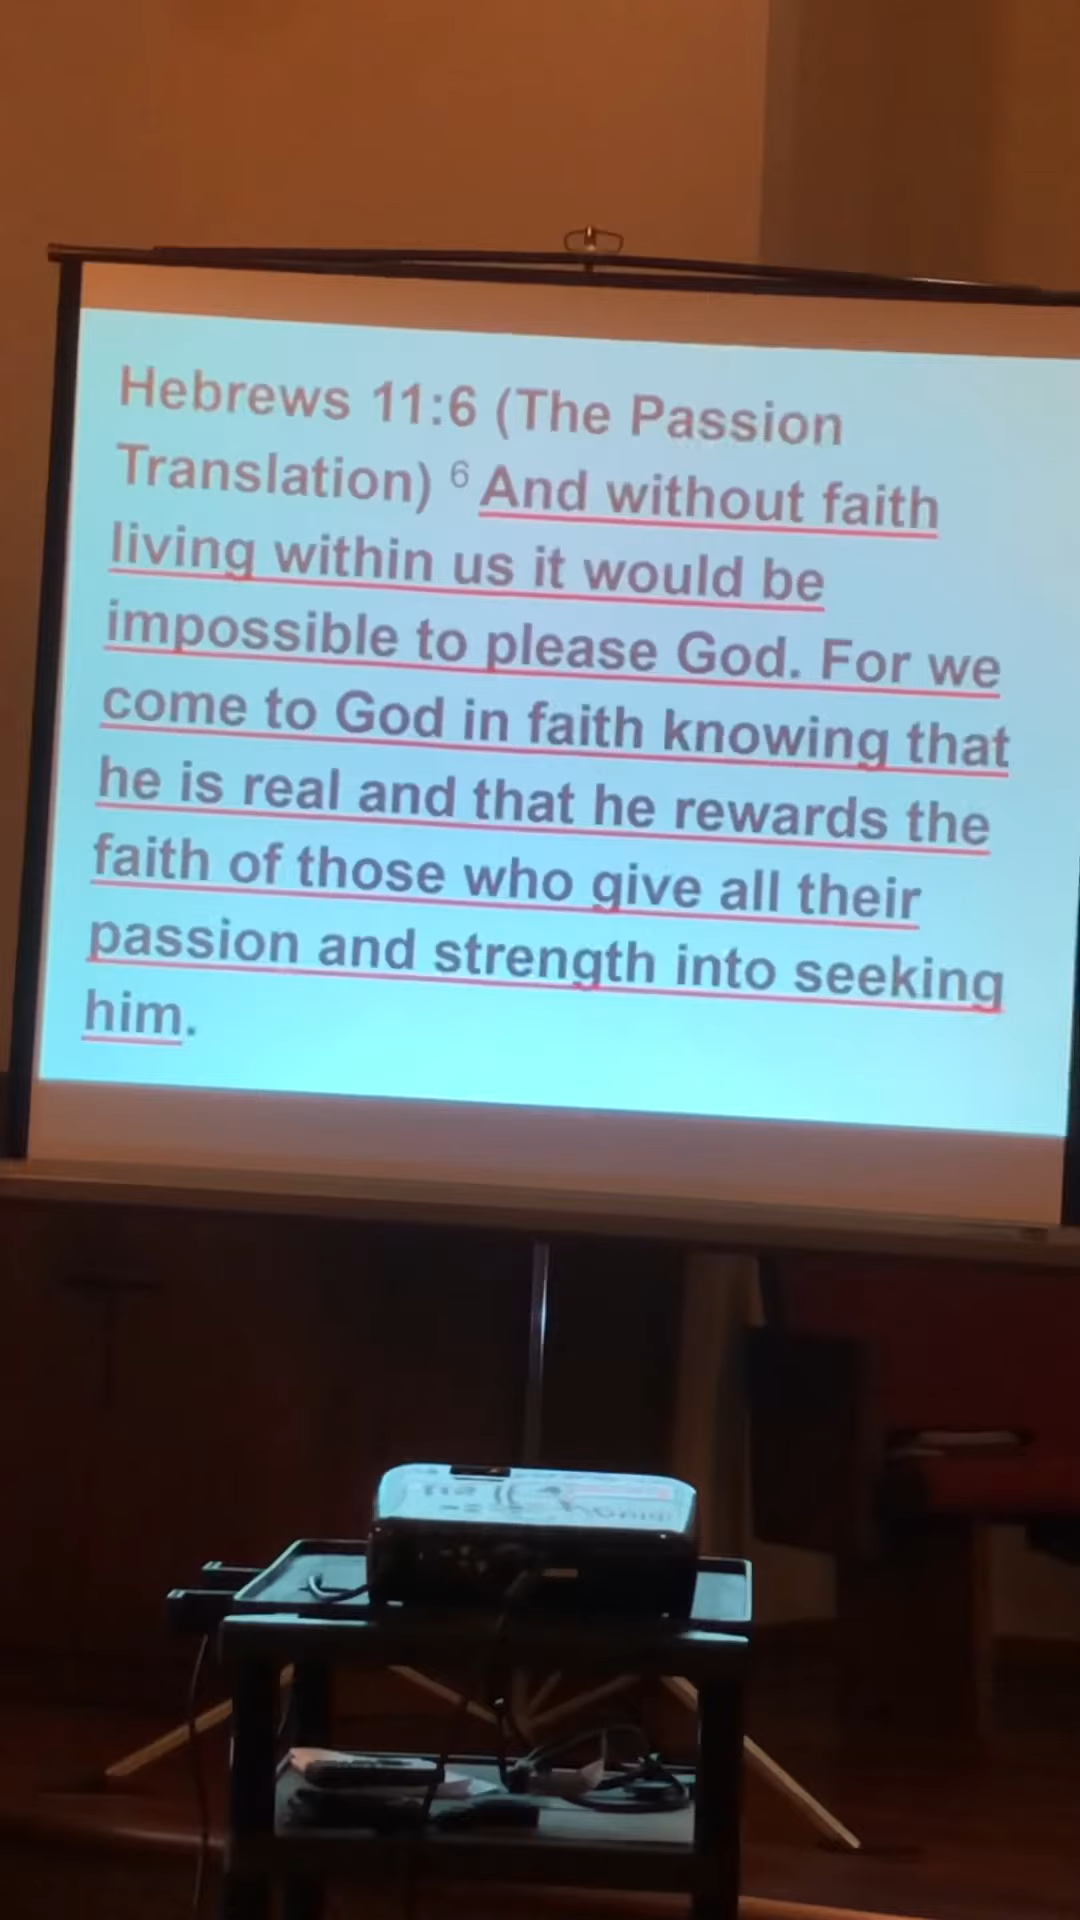 Hebrews 11:6 (The Passion
Translation) 6 And without faith
living within us it would be
impossible to please God. For we
come to God in faith knowing that
he is real and that he rewards the
faith of those who give all their
passion and strength into seeking
him.